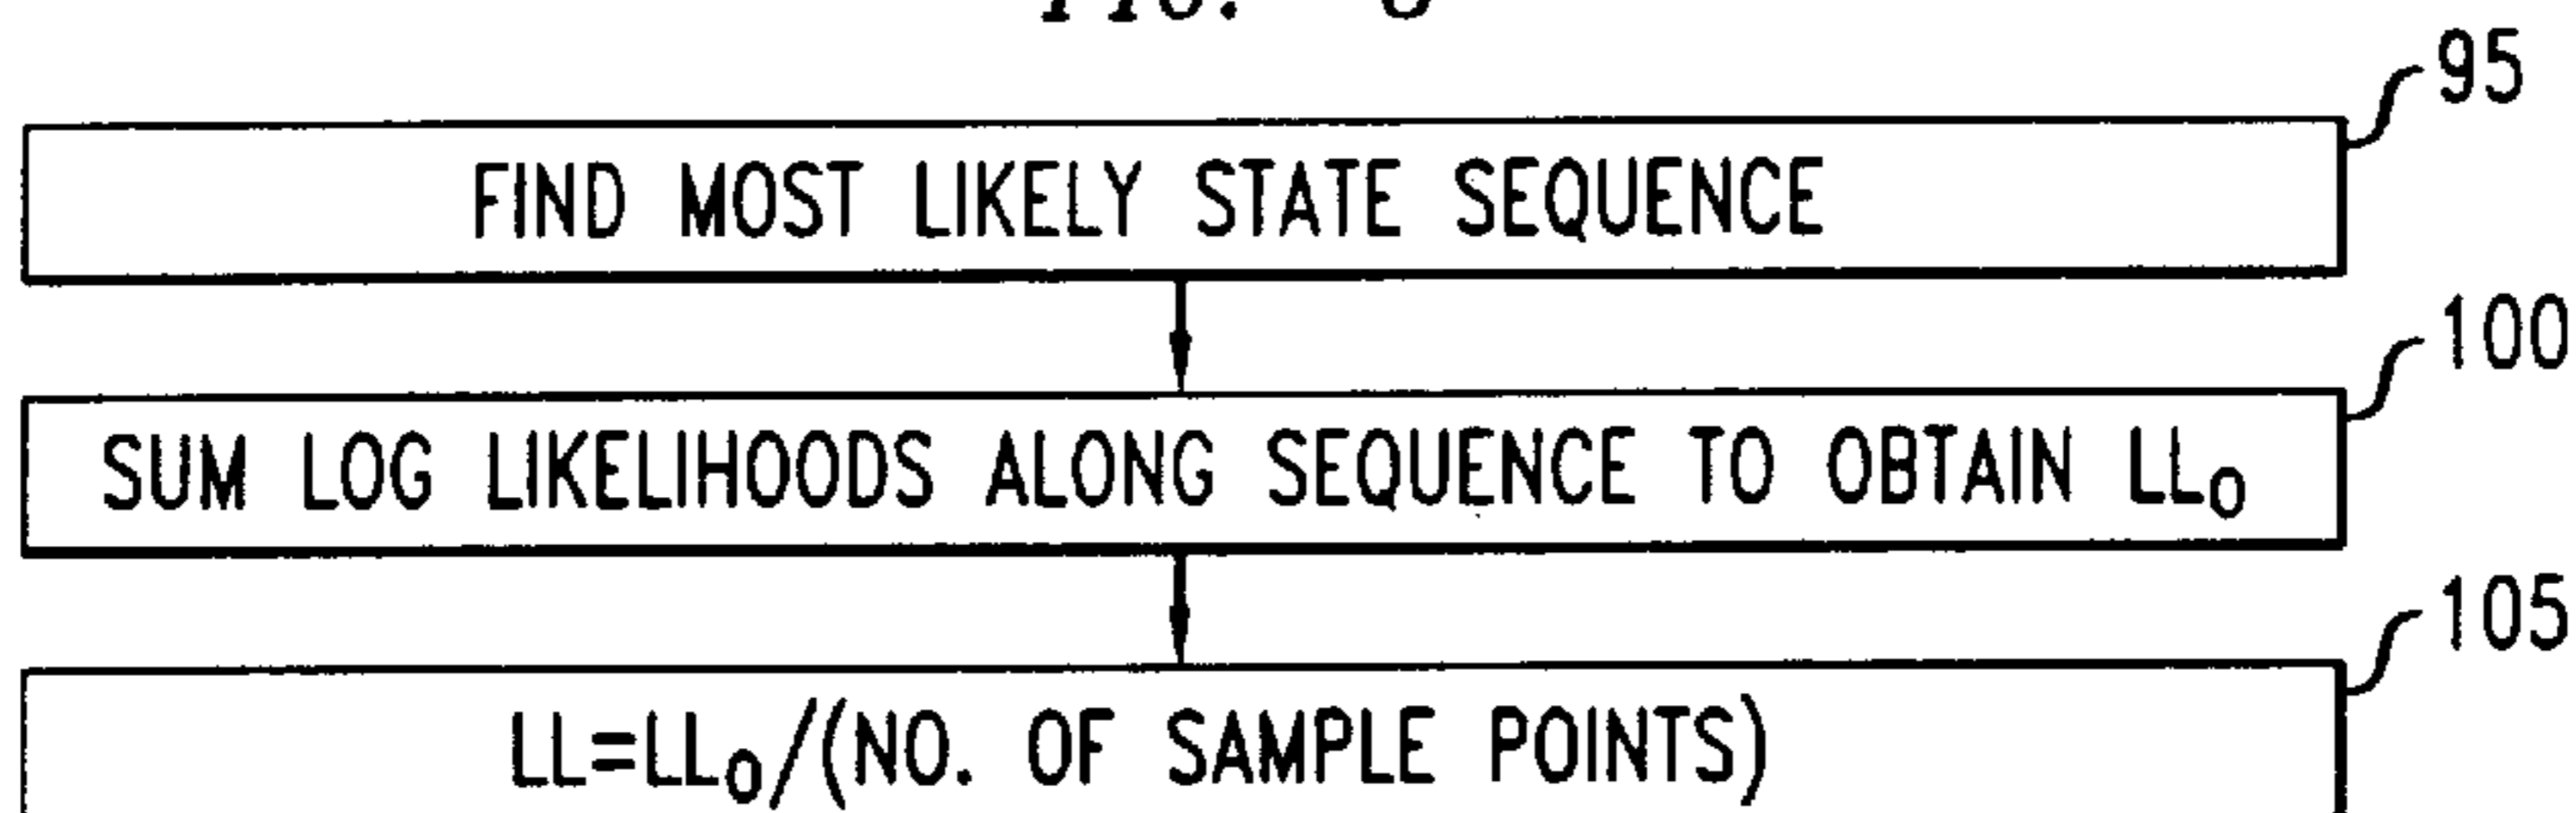 FIG.
95
FIND MOST LIKELY STATE SEQUENCE
100
SUM LOG LIKELIHOODS ALONG SEQUENCE TO OBTAIN LL₀
105
LL=LL₀/(NO. OF SAMPLE POINTS)